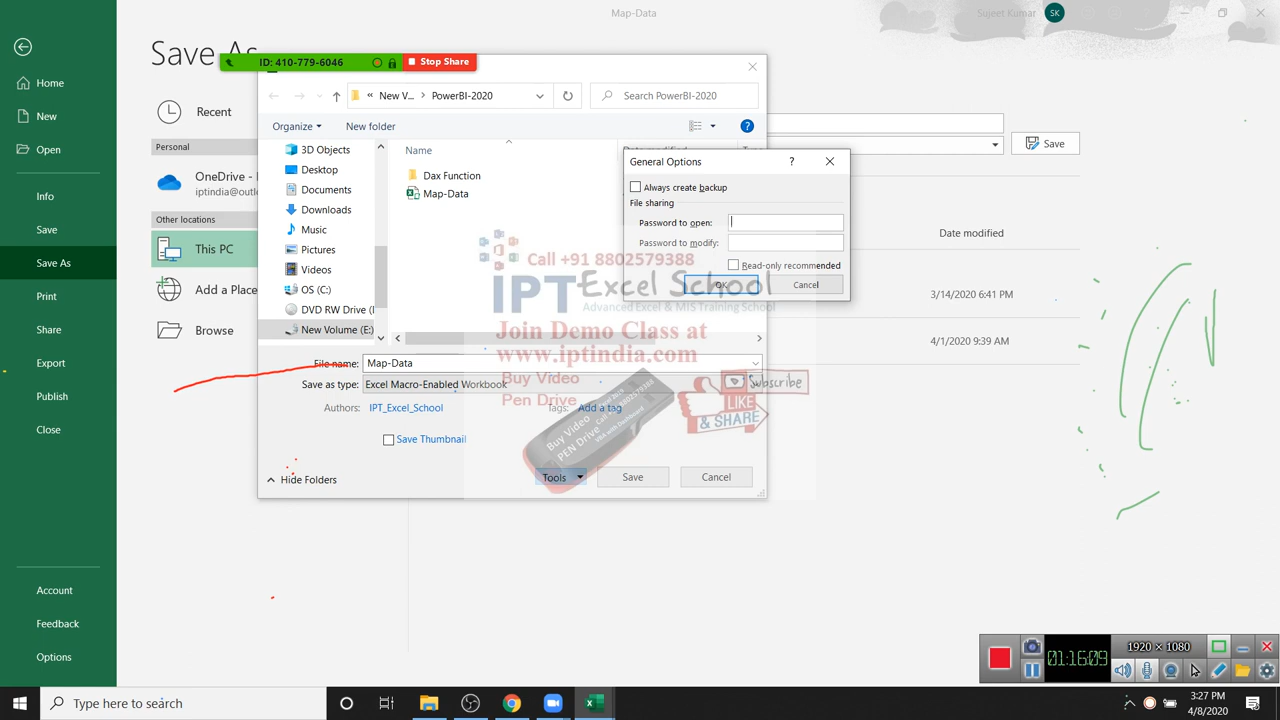 Map-Data
Sujeet Kumar
SK
Save As
ID: 410-779-6046
Stop Share
Home
New
Open
Info
Save
Save As
Print
Share
Export
Publish
Close
Account
Feedback
Options
Recent
Personal
OneDrive -
iptindia@outlo
Other locations
This PC
Add a Place
Browse
« New V... > PowerBI-2020
Search PowerBI-2020
Organize
New folder
3D Objects
Desktop
Documents
Downloads
Music
Pictures
Videos
OS (C:)
DVD RW Drive (
New Volume (E:)
Name
Date modified
Type
Dax Function
Map-Data
General Options
?
Always create backup
File sharing
Password to open:
Password to modify:
Read-only recommended
OK
Cancel
Save
Date modified
3/14/2020 6:41 PM
4/1/2020 9:39 AM
Call +91 8802579388
IPT Excel School
Advanced Excel & MIS Training School
Join Demo Class at
www.iptindia.com
Buy Video
Pen Drive
Subscribe
LIKE
& SHARE
File name: Map-Data
Save as type: Excel Macro-Enabled Workbook
Authors: IPT_Excel_School
Tags: Add a tag
Save Thumbnail
Hide Folders
Tools
Save
Cancel
1920 × 1080
01:16:09
Type here to search
3:27 PM
4/8/2020